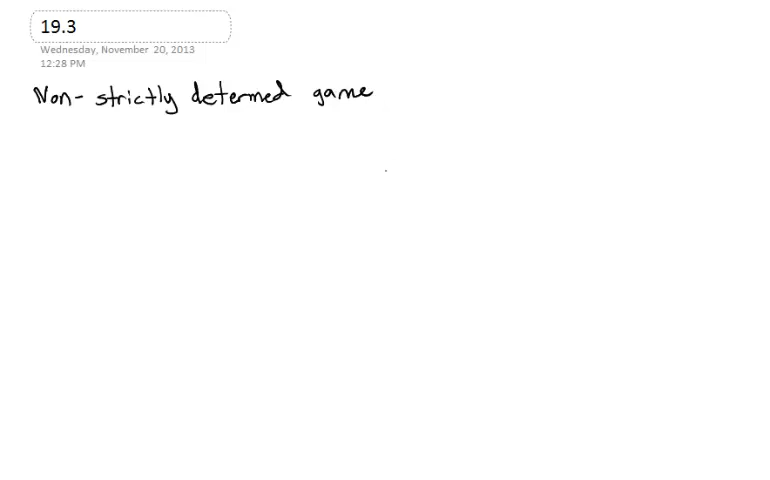 19.3
Wednesday, November 20, 2013
12:28 PM
Non-strictly determed game